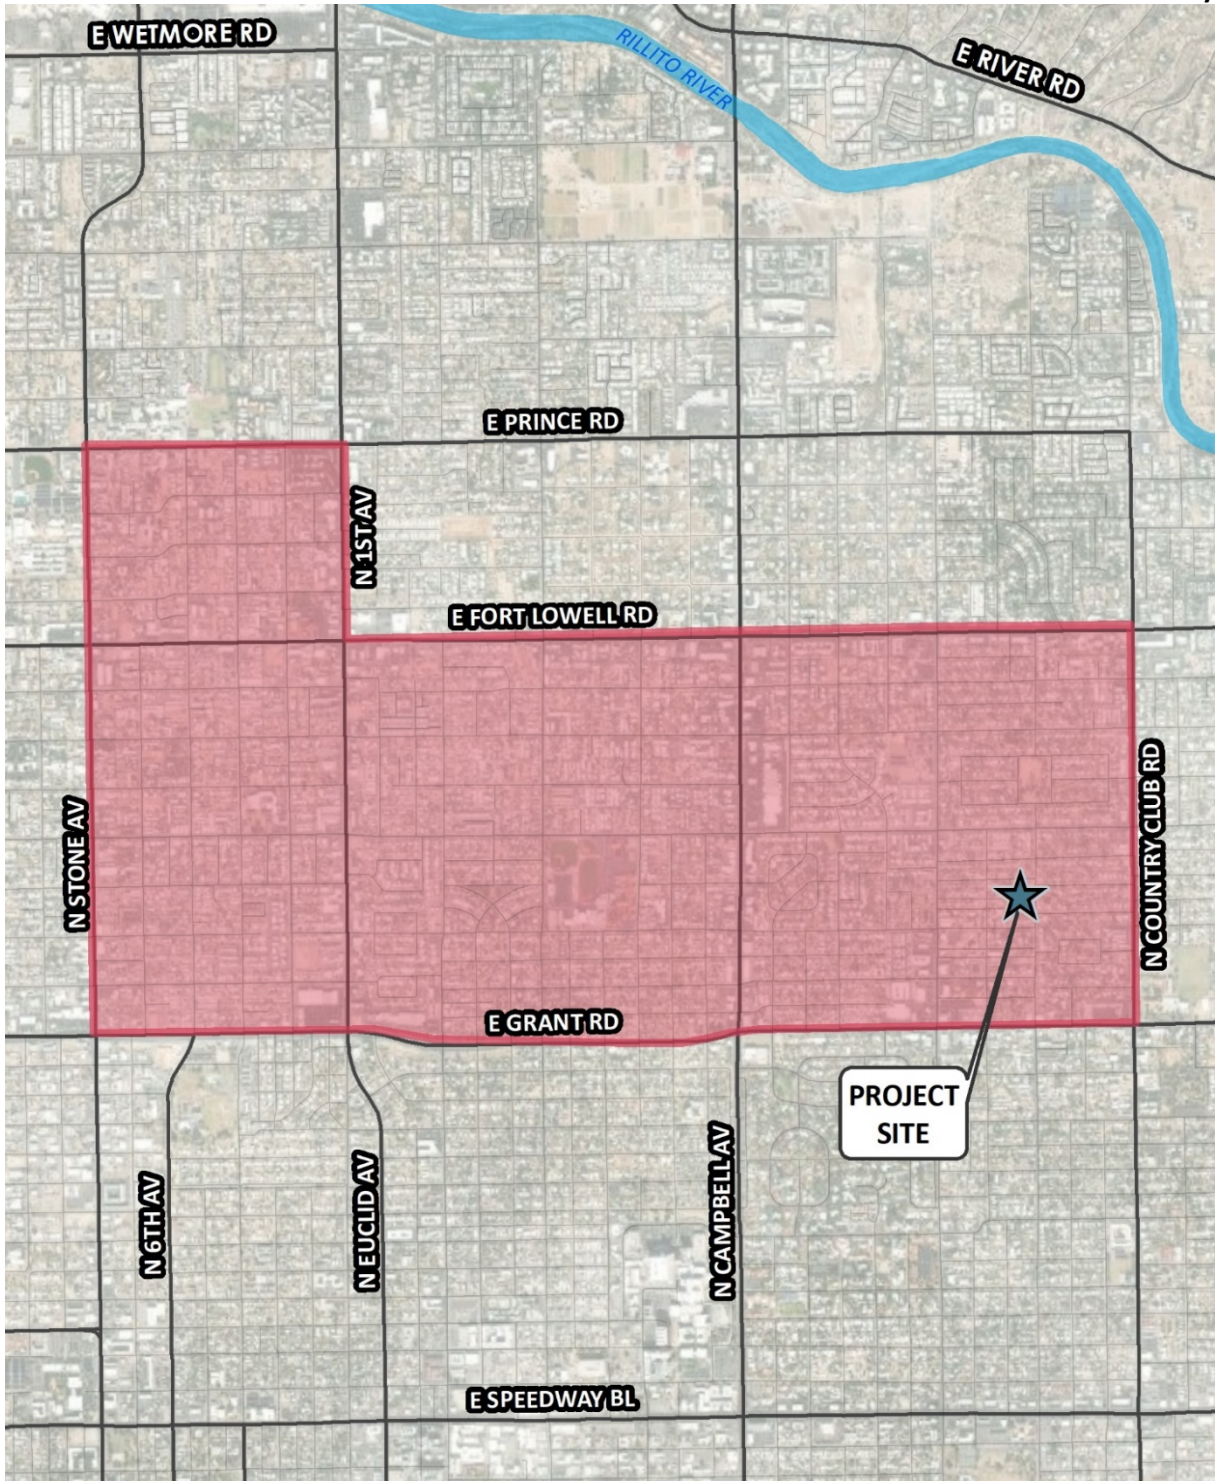 E WETMORE RD
RILLITO RIVER
E RIVER RD
E PRINCE RD
N 1ST AV
E FORT LOWELL RD
N STONE AV
N COUNTRY CLUB RD
E GRANT RD
PROJECT
SITE
N 6TH AV
N EUCLID AV
N CAMPBELL AV
E SPEEDWAY BL